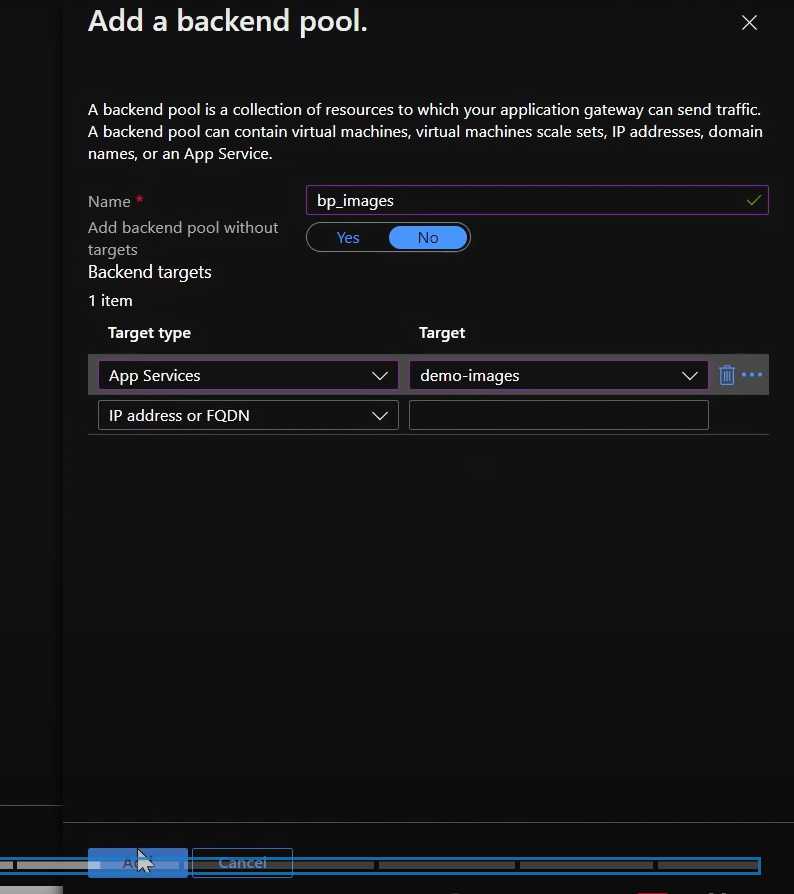 Add a backend pool.
A backend pool is a collection of resources to which your application gateway can send traffic.
A backend pool can contain virtual machines, virtual machines scale sets, IP addresses, domain
names, or an App Service.
Name *
bp_images
Add backend pool without
targets
Yes No
Backend targets
1 item
Target type Target
App Services demo-images
IP address or FQDN
Add Cancel